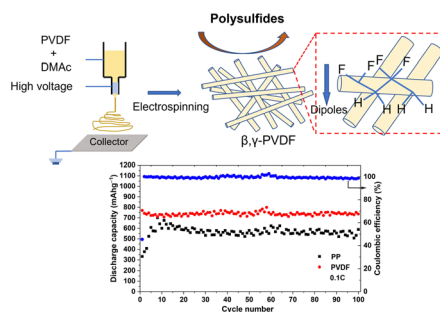 Polysulfides
PVDF
+
DMAc
High voltage
Electrospinning
Collector
β,γ-PVDF
Dipoles
F
F
F
F
H
H
H
H
Discharge capacity (mAhg⁻¹)
1200
1100
1000
900
800
700
600
500
400
300
200
100
0
0
10
20
30
40
50
60
70
80
90
100
Cycle number
100
80
60
40
20
0
Coulombic efficiency (%)
PP
PVDF
0.1C